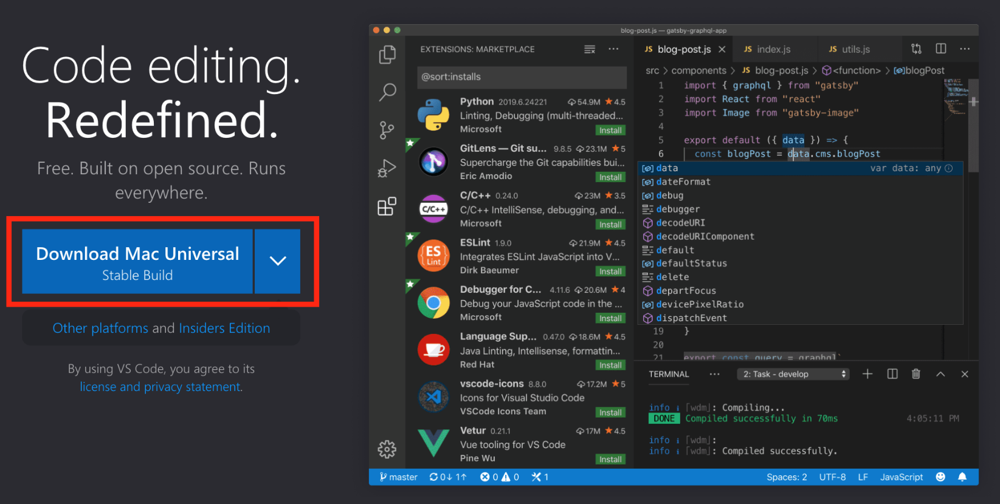 Code editing.
Redefined.
Free. Built on open source. Runs
everywhere.
Download Mac Universal
Stable Build
Other platforms and Insiders Edition
By using VS Code, you agree to its
license and privacy statement.
blog-post.js — gatsby-graphql-app
EXTENSIONS: MARKETPLACE
@sort:installs
Python 2019.6.24221 54.9M ★ 4.5
Linting, Debugging (multi-threaded...
Microsoft Install
GitLens — Git su... 9.8.5 23.1M ★ 5
Supercharge the Git capabilities bui...
Eric Amodio Install
C/C++
C/C++ 0.24.0 23M ★ 3.5
C/C++ IntelliSense, debugging, and...
Microsoft Install
ES
Lint
ESLint 1.9.0 21.9M ★ 4.5
Integrates ESLint JavaScript into V...
Dirk Baeumer Install
Debugger for C... 4.11.6 20.6M ★ 4
Debug your JavaScript code in the ...
Microsoft Install
Language Sup... 0.47.0 18.6M ★ 4.5
Java Linting, Intellisense, formattin...
Red Hat Install
vscode-icons 8.8.0 17.2M ★ 5
Icons for Visual Studio Code
VSCode Icons Team Install
Vetur 0.21.1 17M ★ 4.5
Vue tooling for VS Code
Pine Wu Install
JS blog-post.js JS index.js JS utils.js
src > components > JS blog-post.js > <function> > blogPost
1 import { graphql } from "gatsby"
2 import React from "react"
3 import Image from "gatsby-image"
4
5 export default ({ data }) => {
6 const blogPost = data.cms.blogPost
data var data: any
dateFormat
debug
debugger
decodeURI
decodeURIComponent
default
defaultStatus
delete
departFocus
devicePixelRatio
dispatchEvent
19 }
20
21 export const query = graphql`
TERMINAL ... 2: Task - develop
info i ｢wdm｣: Compiling...
DONE Compiled successfully in 70ms 4:05:11 PM
info i ｢wdm｣:
info i ｢wdm｣: Compiled successfully.
master 0↓ 1↑ 0 0 1 Spaces: 2 UTF-8 LF JavaScript